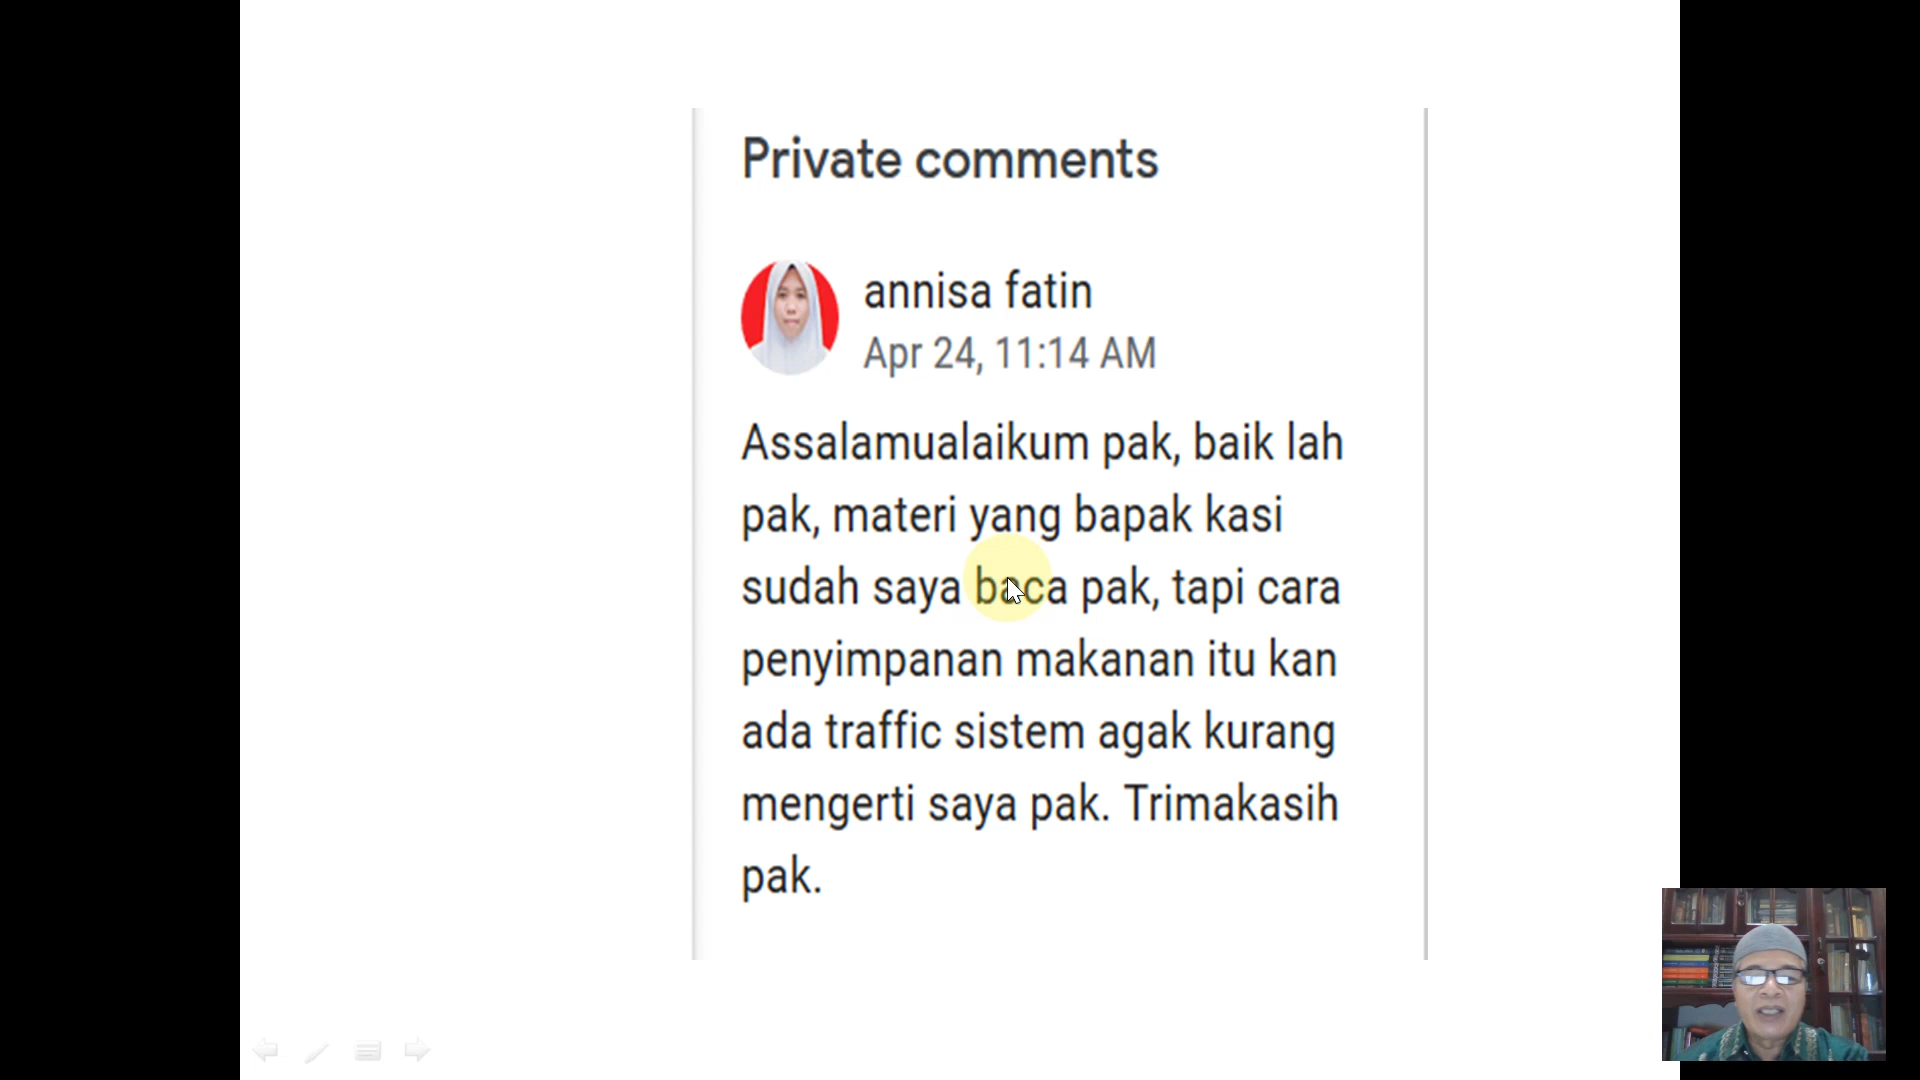 Private comments
annisa fatin
Apr 24, 11:14 AM
Assalamualaikum pak, baik lah
pak, materi yang bapak kasi
sudah saya baca pak, tapi cara
penyimpanan makanan itu kan
ada traffic sistem agak kurang
mengerti saya pak. Trimakasih
pak.